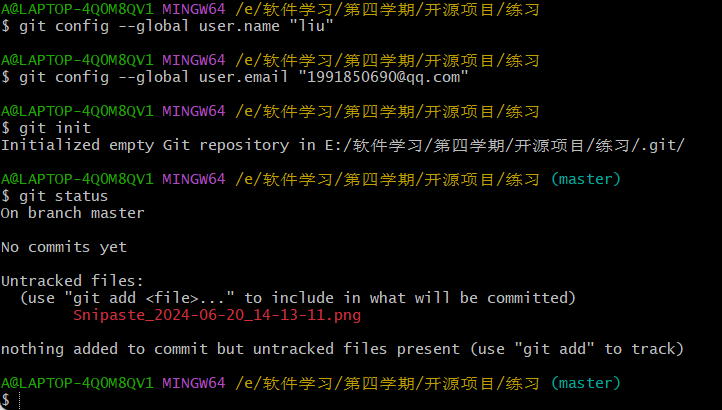 A@LAPTOP-4Q0M8QV1 MINGW64 /e/软件学习/第四学期/开源项目/练习
$ git config --global user.name "liu"
A@LAPTOP-4Q0M8QV1 MINGW64 /e/软件学习/第四学期/开源项目/练习
$ git config --global user.email "1991850690@qq.com"
A@LAPTOP-4Q0M8QV1 MINGW64 /e/软件学习/第四学期/开源项目/练习
$ git init
Initialized empty Git repository in E:/软件学习/第四学期/开源项目/练习/.git/
A@LAPTOP-4Q0M8QV1 MINGW64 /e/软件学习/第四学期/开源项目/练习 (master)
$ git status
On branch master
No commits yet
Untracked files:
  (use "git add <file>..." to include in what will be committed)
        Snipaste_2024-06-20_14-13-11.png
nothing added to commit but untracked files present (use "git add" to track)
A@LAPTOP-4Q0M8QV1 MINGW64 /e/软件学习/第四学期/开源项目/练习 (master)
$